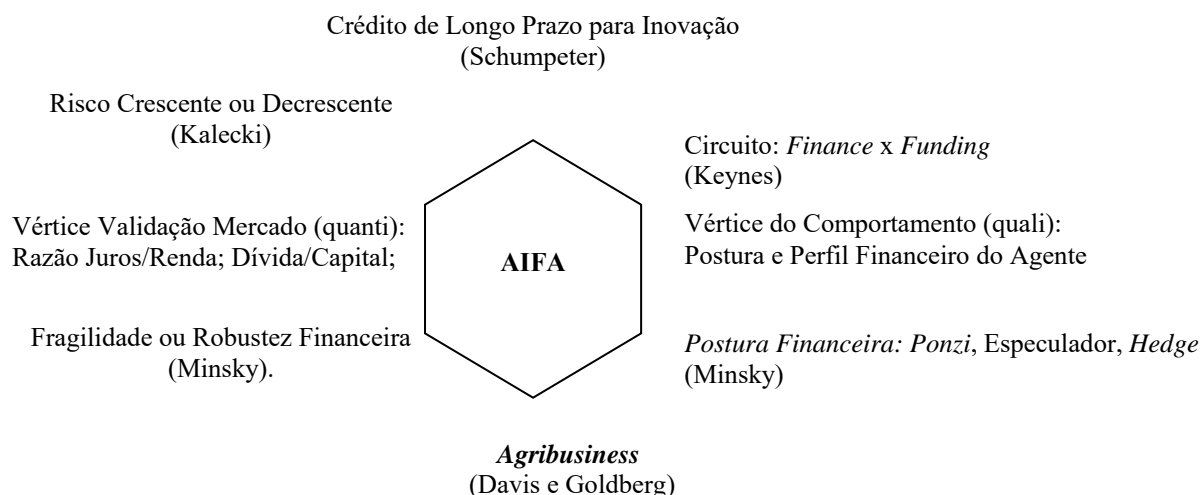 Crédito de Longo Prazo para Inovação
(Schumpeter)
Risco Crescente ou Decrescente
(Kalecki)
Circuito: Finance x Funding
(Keynes)
Vértice Validação Mercado (quanti):
Razão Juros/Renda; Dívida/Capital;
AIFA
Vértice do Comportamento (quali):
Postura e Perfil Financeiro do Agente
Fragilidade ou Robustez Financeira
(Minsky).
Postura Financeira: Ponzi, Especulador, Hedge
(Minsky)
Agribusiness
(Davis e Goldberg)